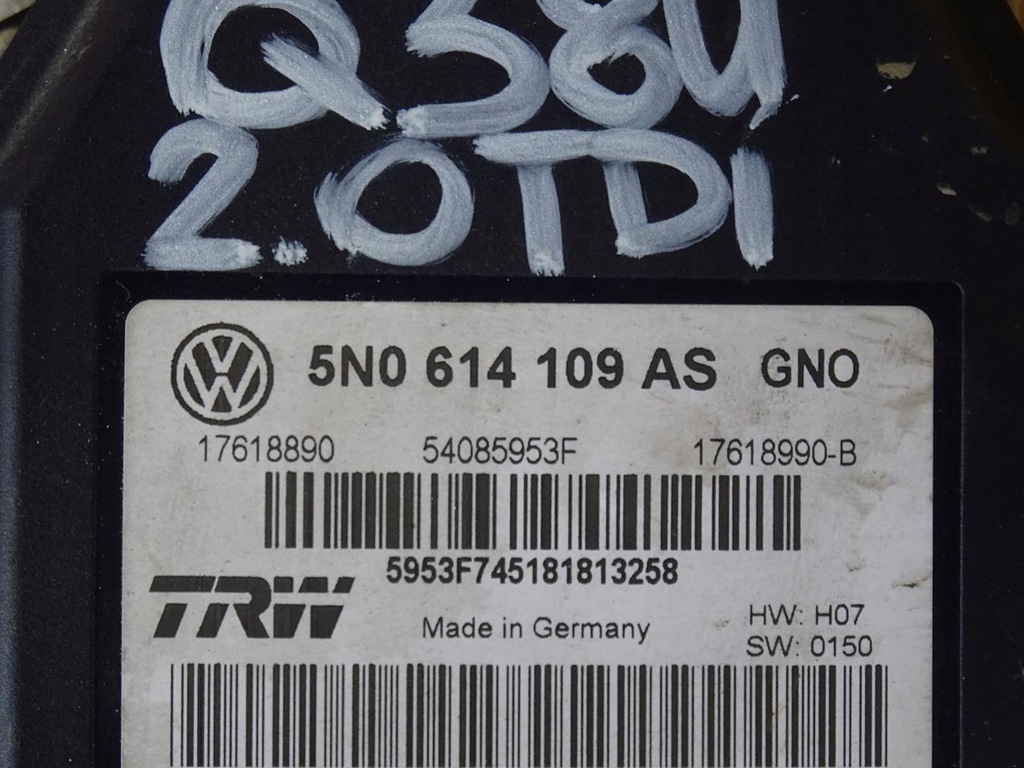 Q38U
2.0TDI
5N0 614 109 AS GNO
17618890 54085953F 17618990-B
5953F745181813258
TRW
Made in Germany
HW: H07
SW: 0150